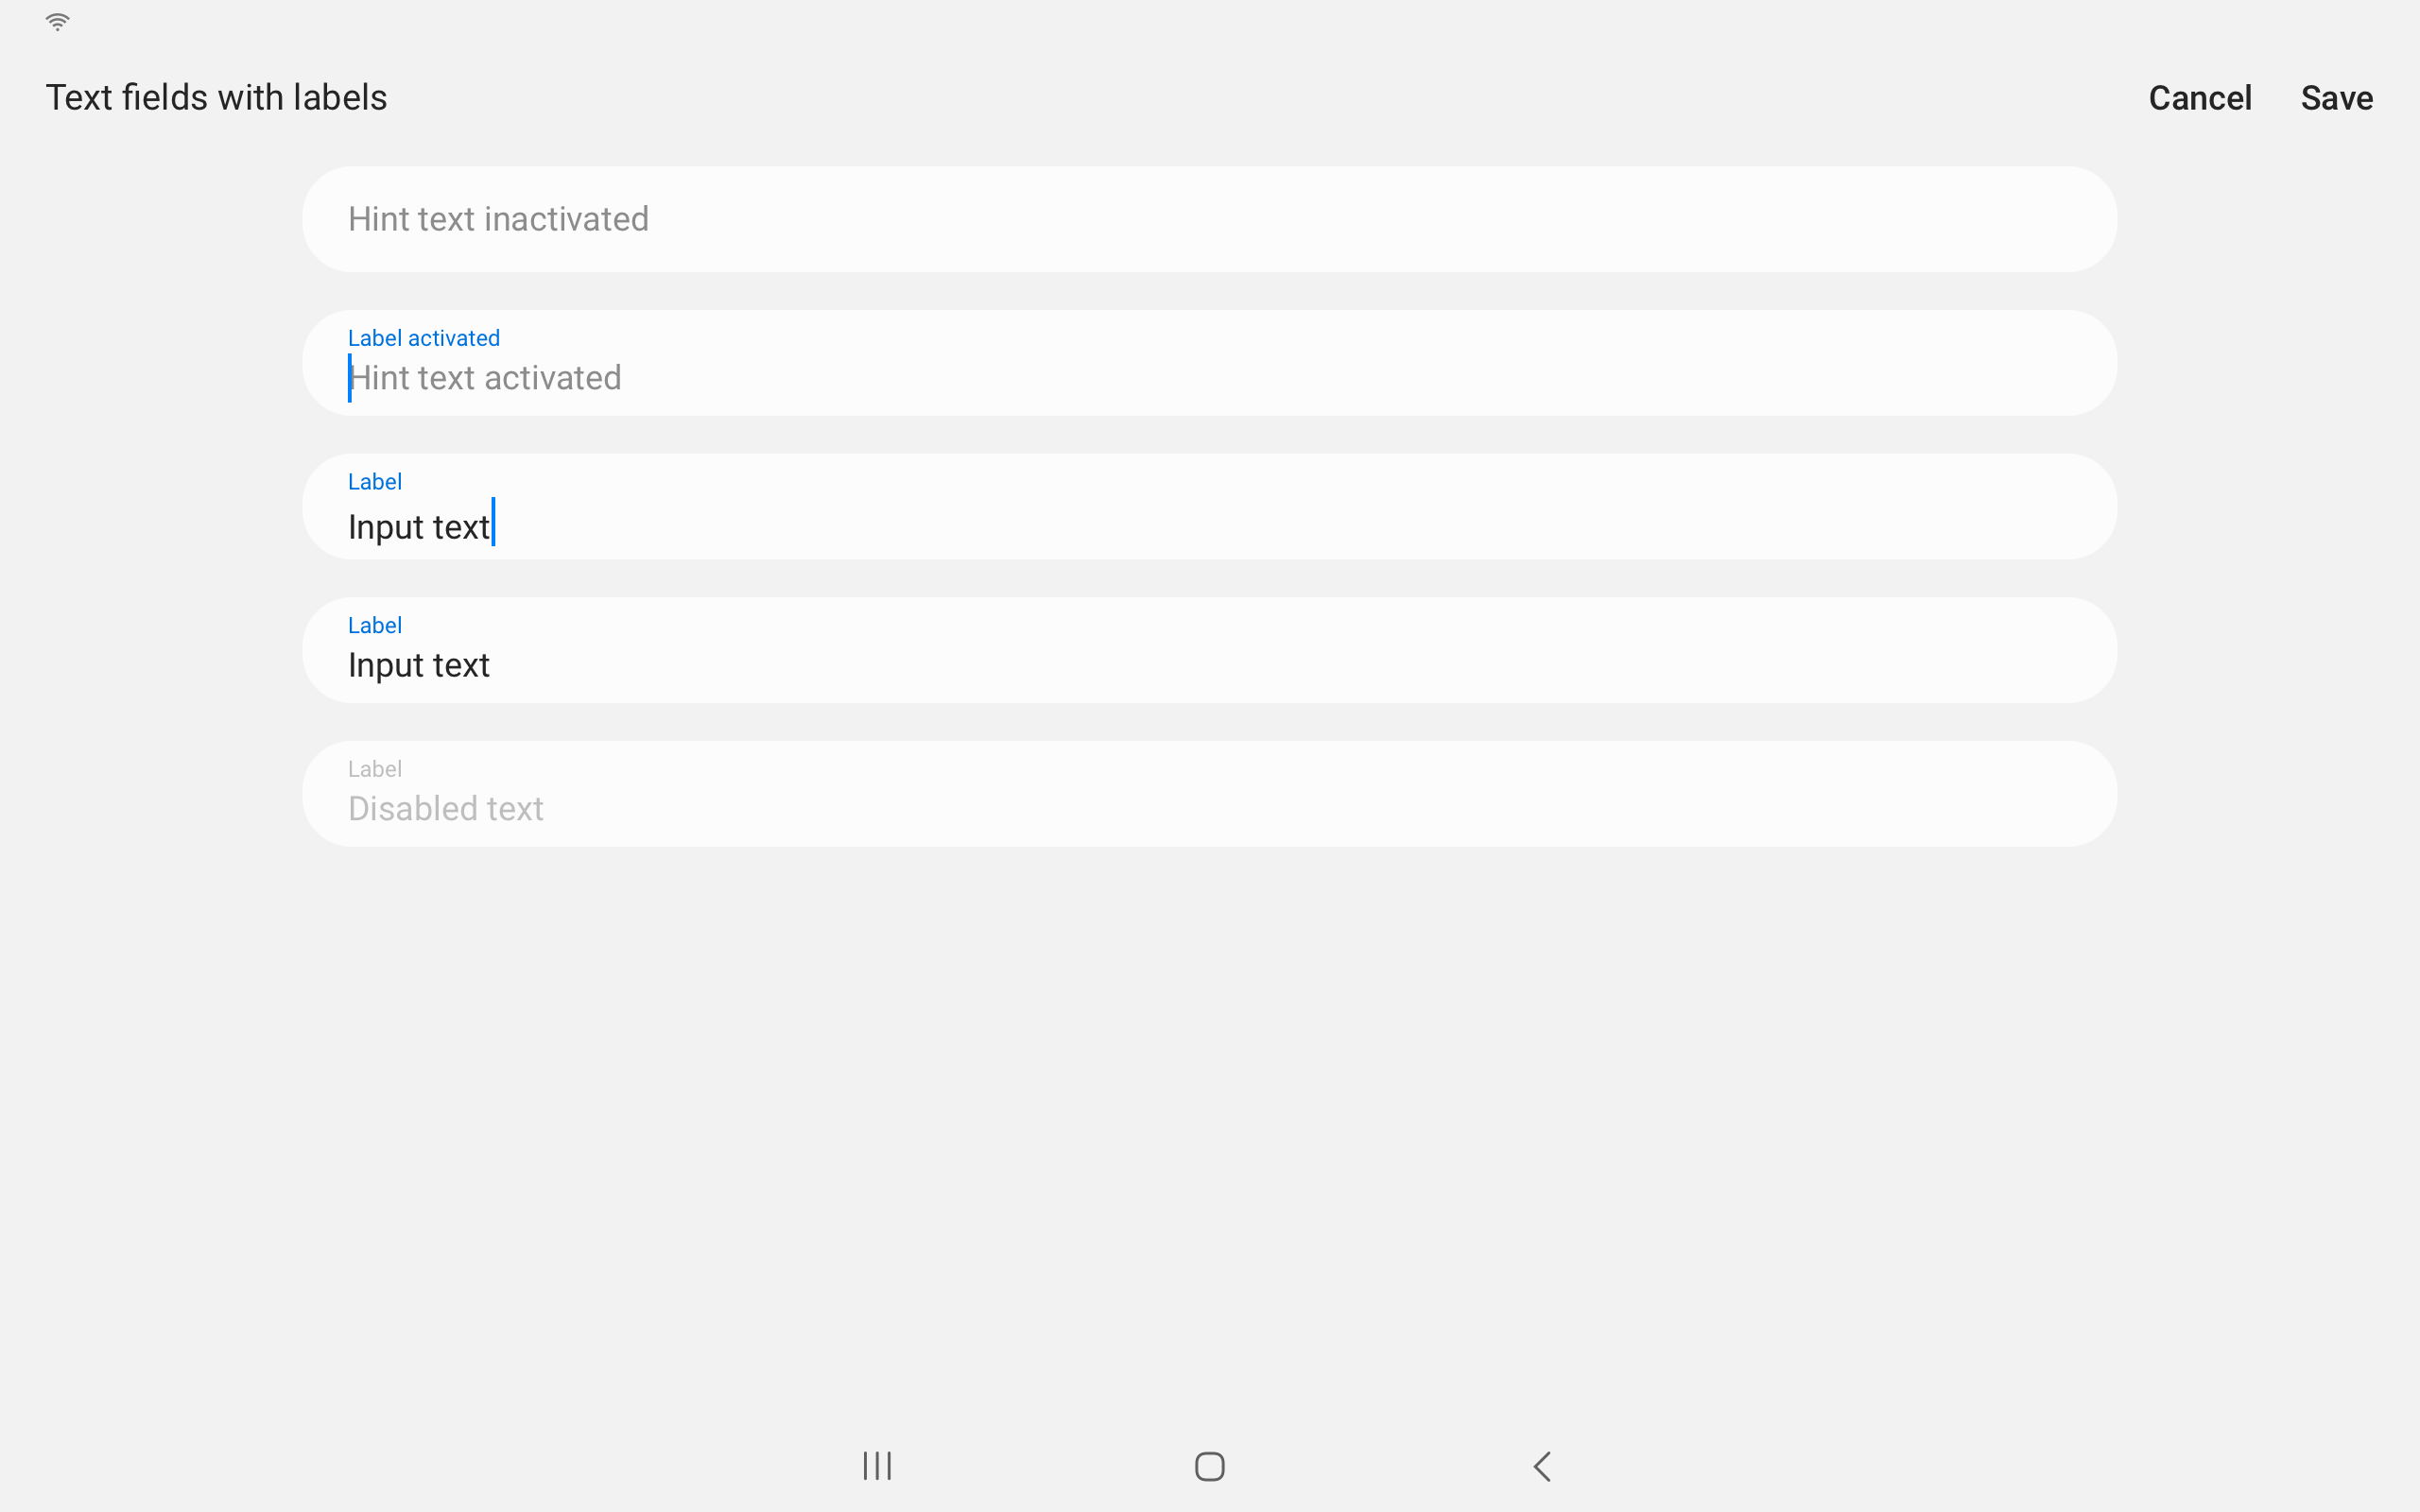 Text fields with labels
Cancel Save
Hint text inactivated
Label activated
Hint text activated
Label
Input text
Label
Input text
Label
Disabled text